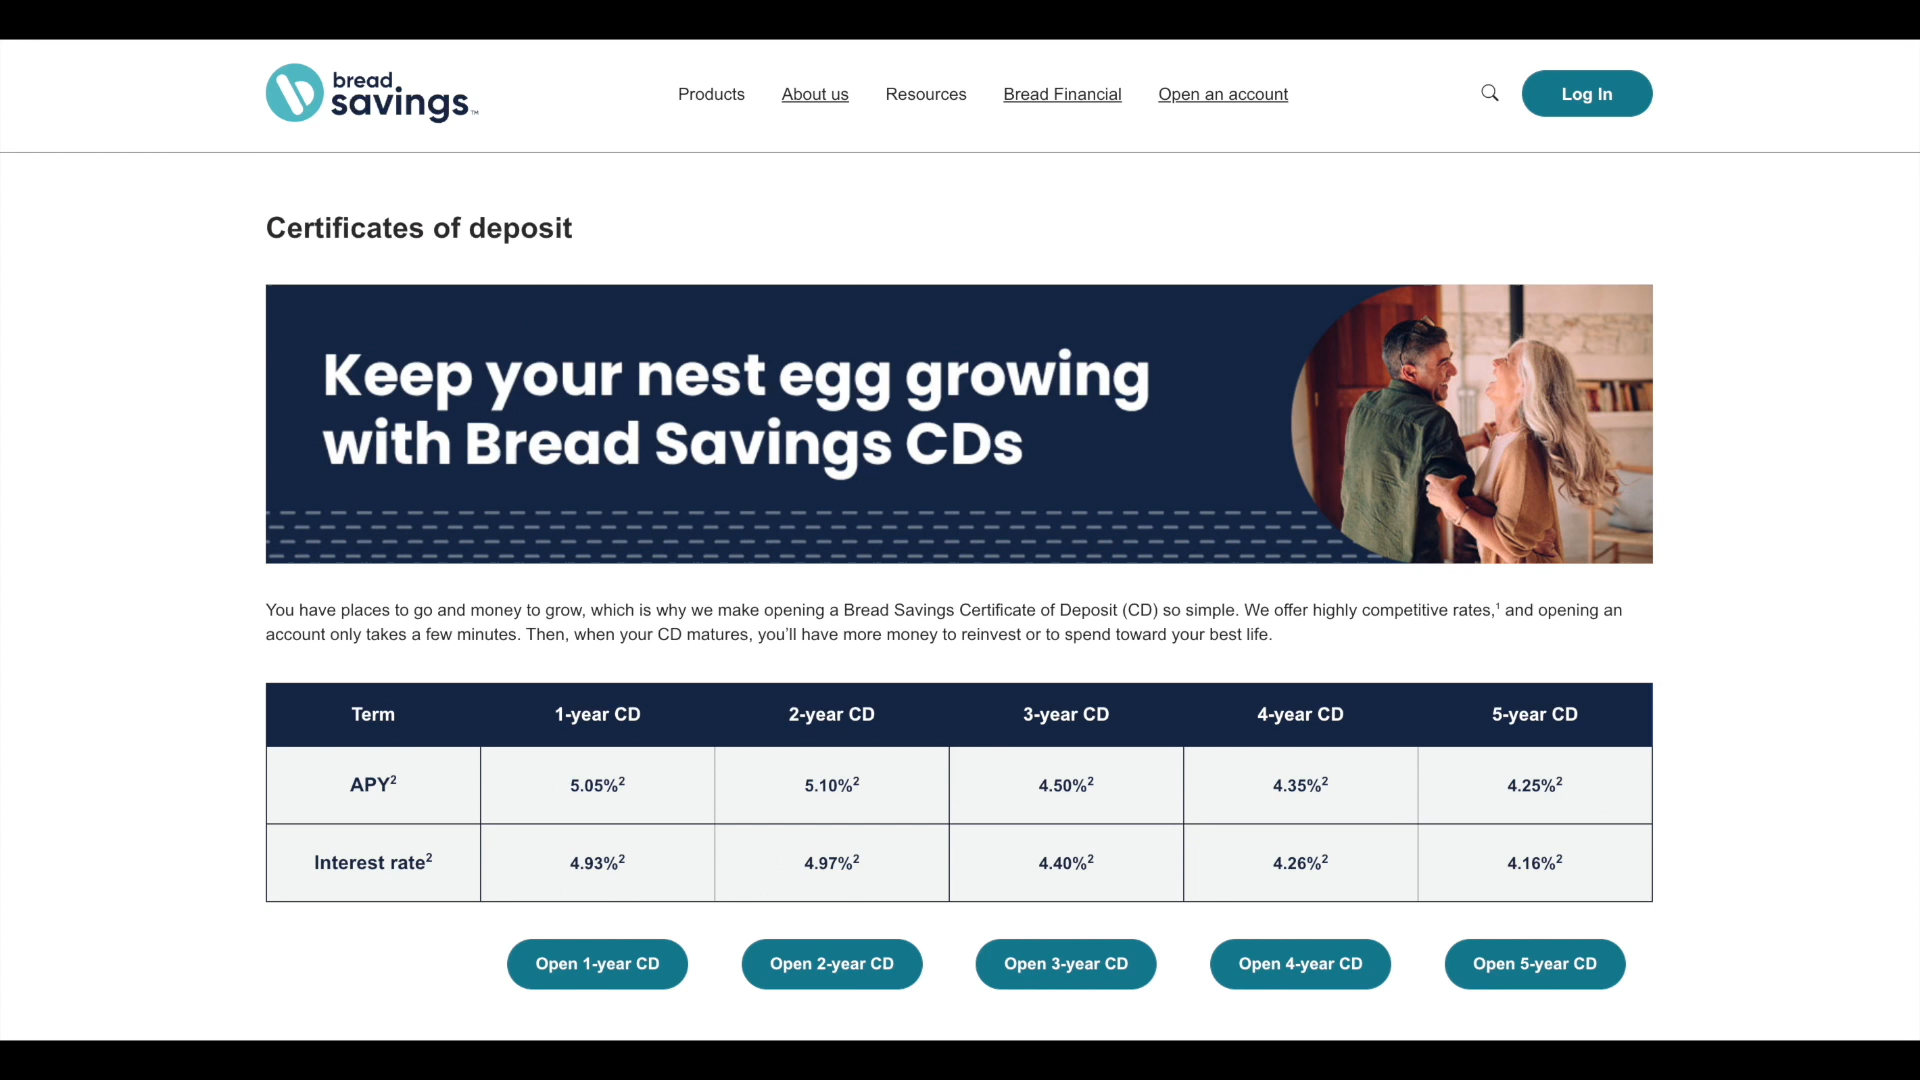 bread
savings™
Products About us Resources Bread Financial Open an account
Log In
Certificates of deposit
Keep your nest egg growing
with Bread Savings CDs
You have places to go and money to grow, which is why we make opening a Bread Savings Certificate of Deposit (CD) so simple. We offer highly competitive rates,¹ and opening an
account only takes a few minutes. Then, when your CD matures, you’ll have more money to reinvest or to spend toward your best life.
Term 1-year CD 2-year CD 3-year CD 4-year CD 5-year CD
APY² 5.05%² 5.10%² 4.50%² 4.35%² 4.25%²
Interest rate² 4.93%² 4.97%² 4.40%² 4.26%² 4.16%²
Open 1-year CD Open 2-year CD Open 3-year CD Open 4-year CD Open 5-year CD